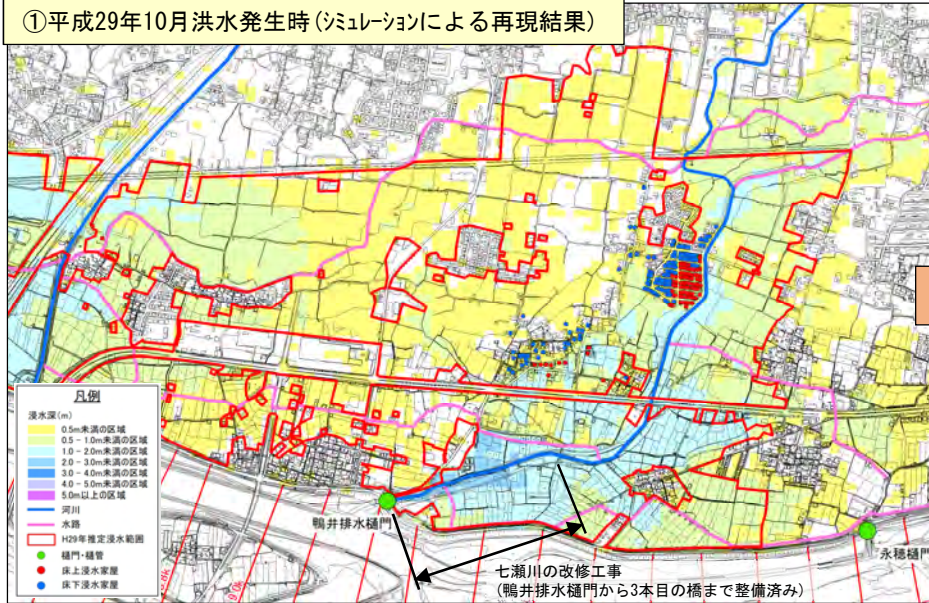 ①平成29年10月洪水発生時(ｼﾐｭﾚｰｼｮﾝによる再現結果)
凡例
浸水深(m)
0.5m未満の区域
0.5 - 1.0m未満の区域
1.0 - 2.0m未満の区域
2.0 - 3.0m未満の区域
3.0 - 4.0m未満の区域
4.0 - 5.0m未満の区域
5.0m以上の区域
河川
水路
H29年推定浸水範囲
樋門・樋管
床上浸水家屋
床下浸水家屋
鴨井排水樋門
永穂樋門
七瀬川の改修工事
(鴨井排水樋門から3本目の橋まで整備済み)